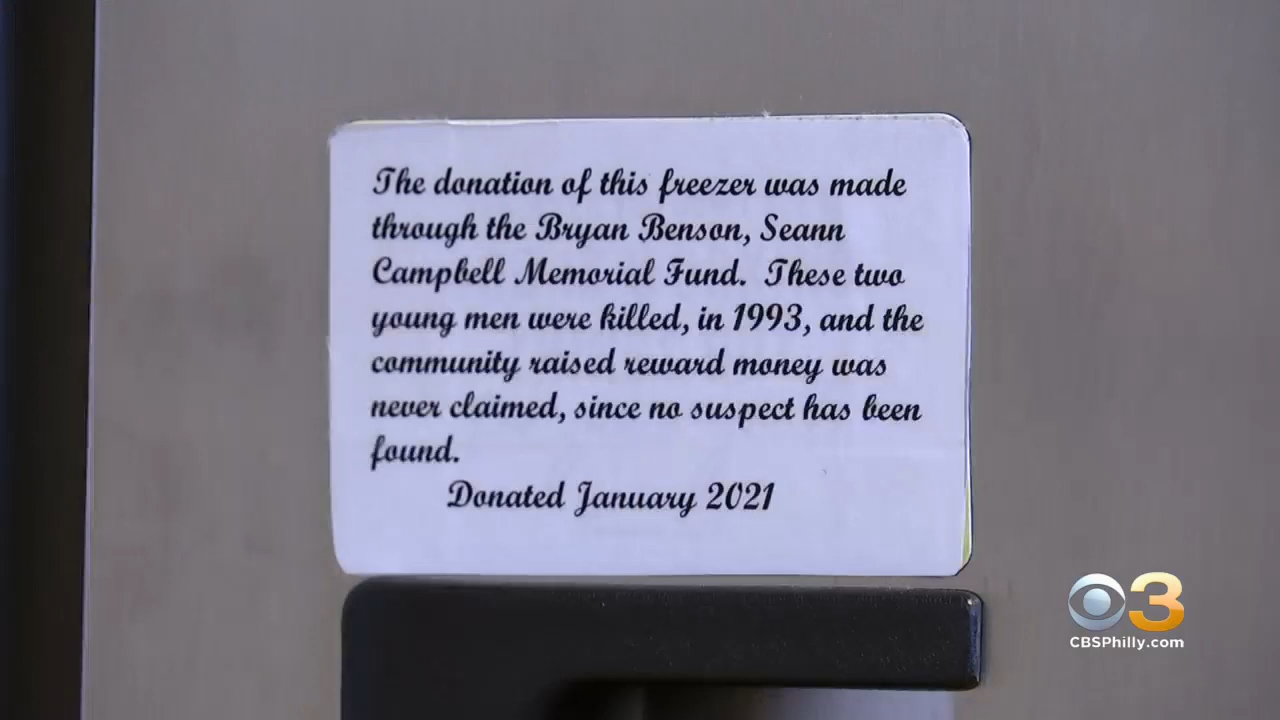 The donation of this freezer was made
through the Bryan Benson, Seann
Campbell Memorial Fund.  These two
young men were killed, in 1993, and the
community raised reward money was
never claimed, since no suspect has been
found.
Donated January 2021
3
CBSPhilly.com